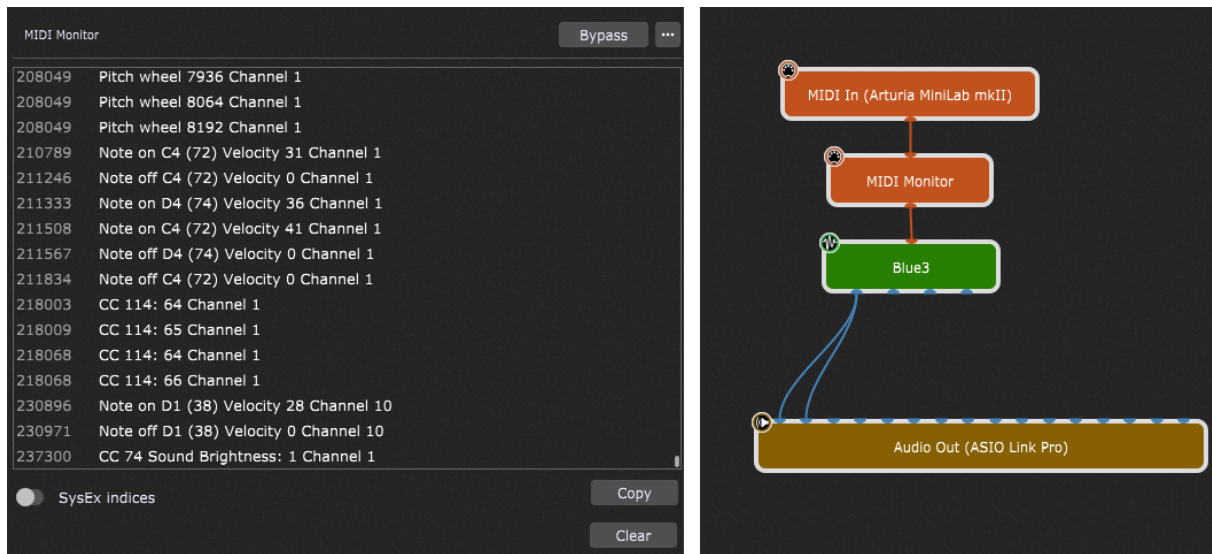 MIDI Monitor
Bypass
...
208049 Pitch wheel 7936 Channel 1
208049 Pitch wheel 8064 Channel 1
208049 Pitch wheel 8192 Channel 1
210789 Note on C4 (72) Velocity 31 Channel 1
211246 Note off C4 (72) Velocity 0 Channel 1
211333 Note on D4 (74) Velocity 36 Channel 1
211508 Note on C4 (72) Velocity 41 Channel 1
211567 Note off D4 (74) Velocity 0 Channel 1
211834 Note off C4 (72) Velocity 0 Channel 1
218003 CC 114: 64 Channel 1
218009 CC 114: 65 Channel 1
218068 CC 114: 64 Channel 1
218068 CC 114: 66 Channel 1
230896 Note on D1 (38) Velocity 28 Channel 10
230971 Note off D1 (38) Velocity 0 Channel 10
237300 CC 74 Sound Brightness: 1 Channel 1
SysEx indices
Copy
Clear
MIDI In (Arturia MiniLab mkII)
MIDI Monitor
Blue3
Audio Out (ASIO Link Pro)